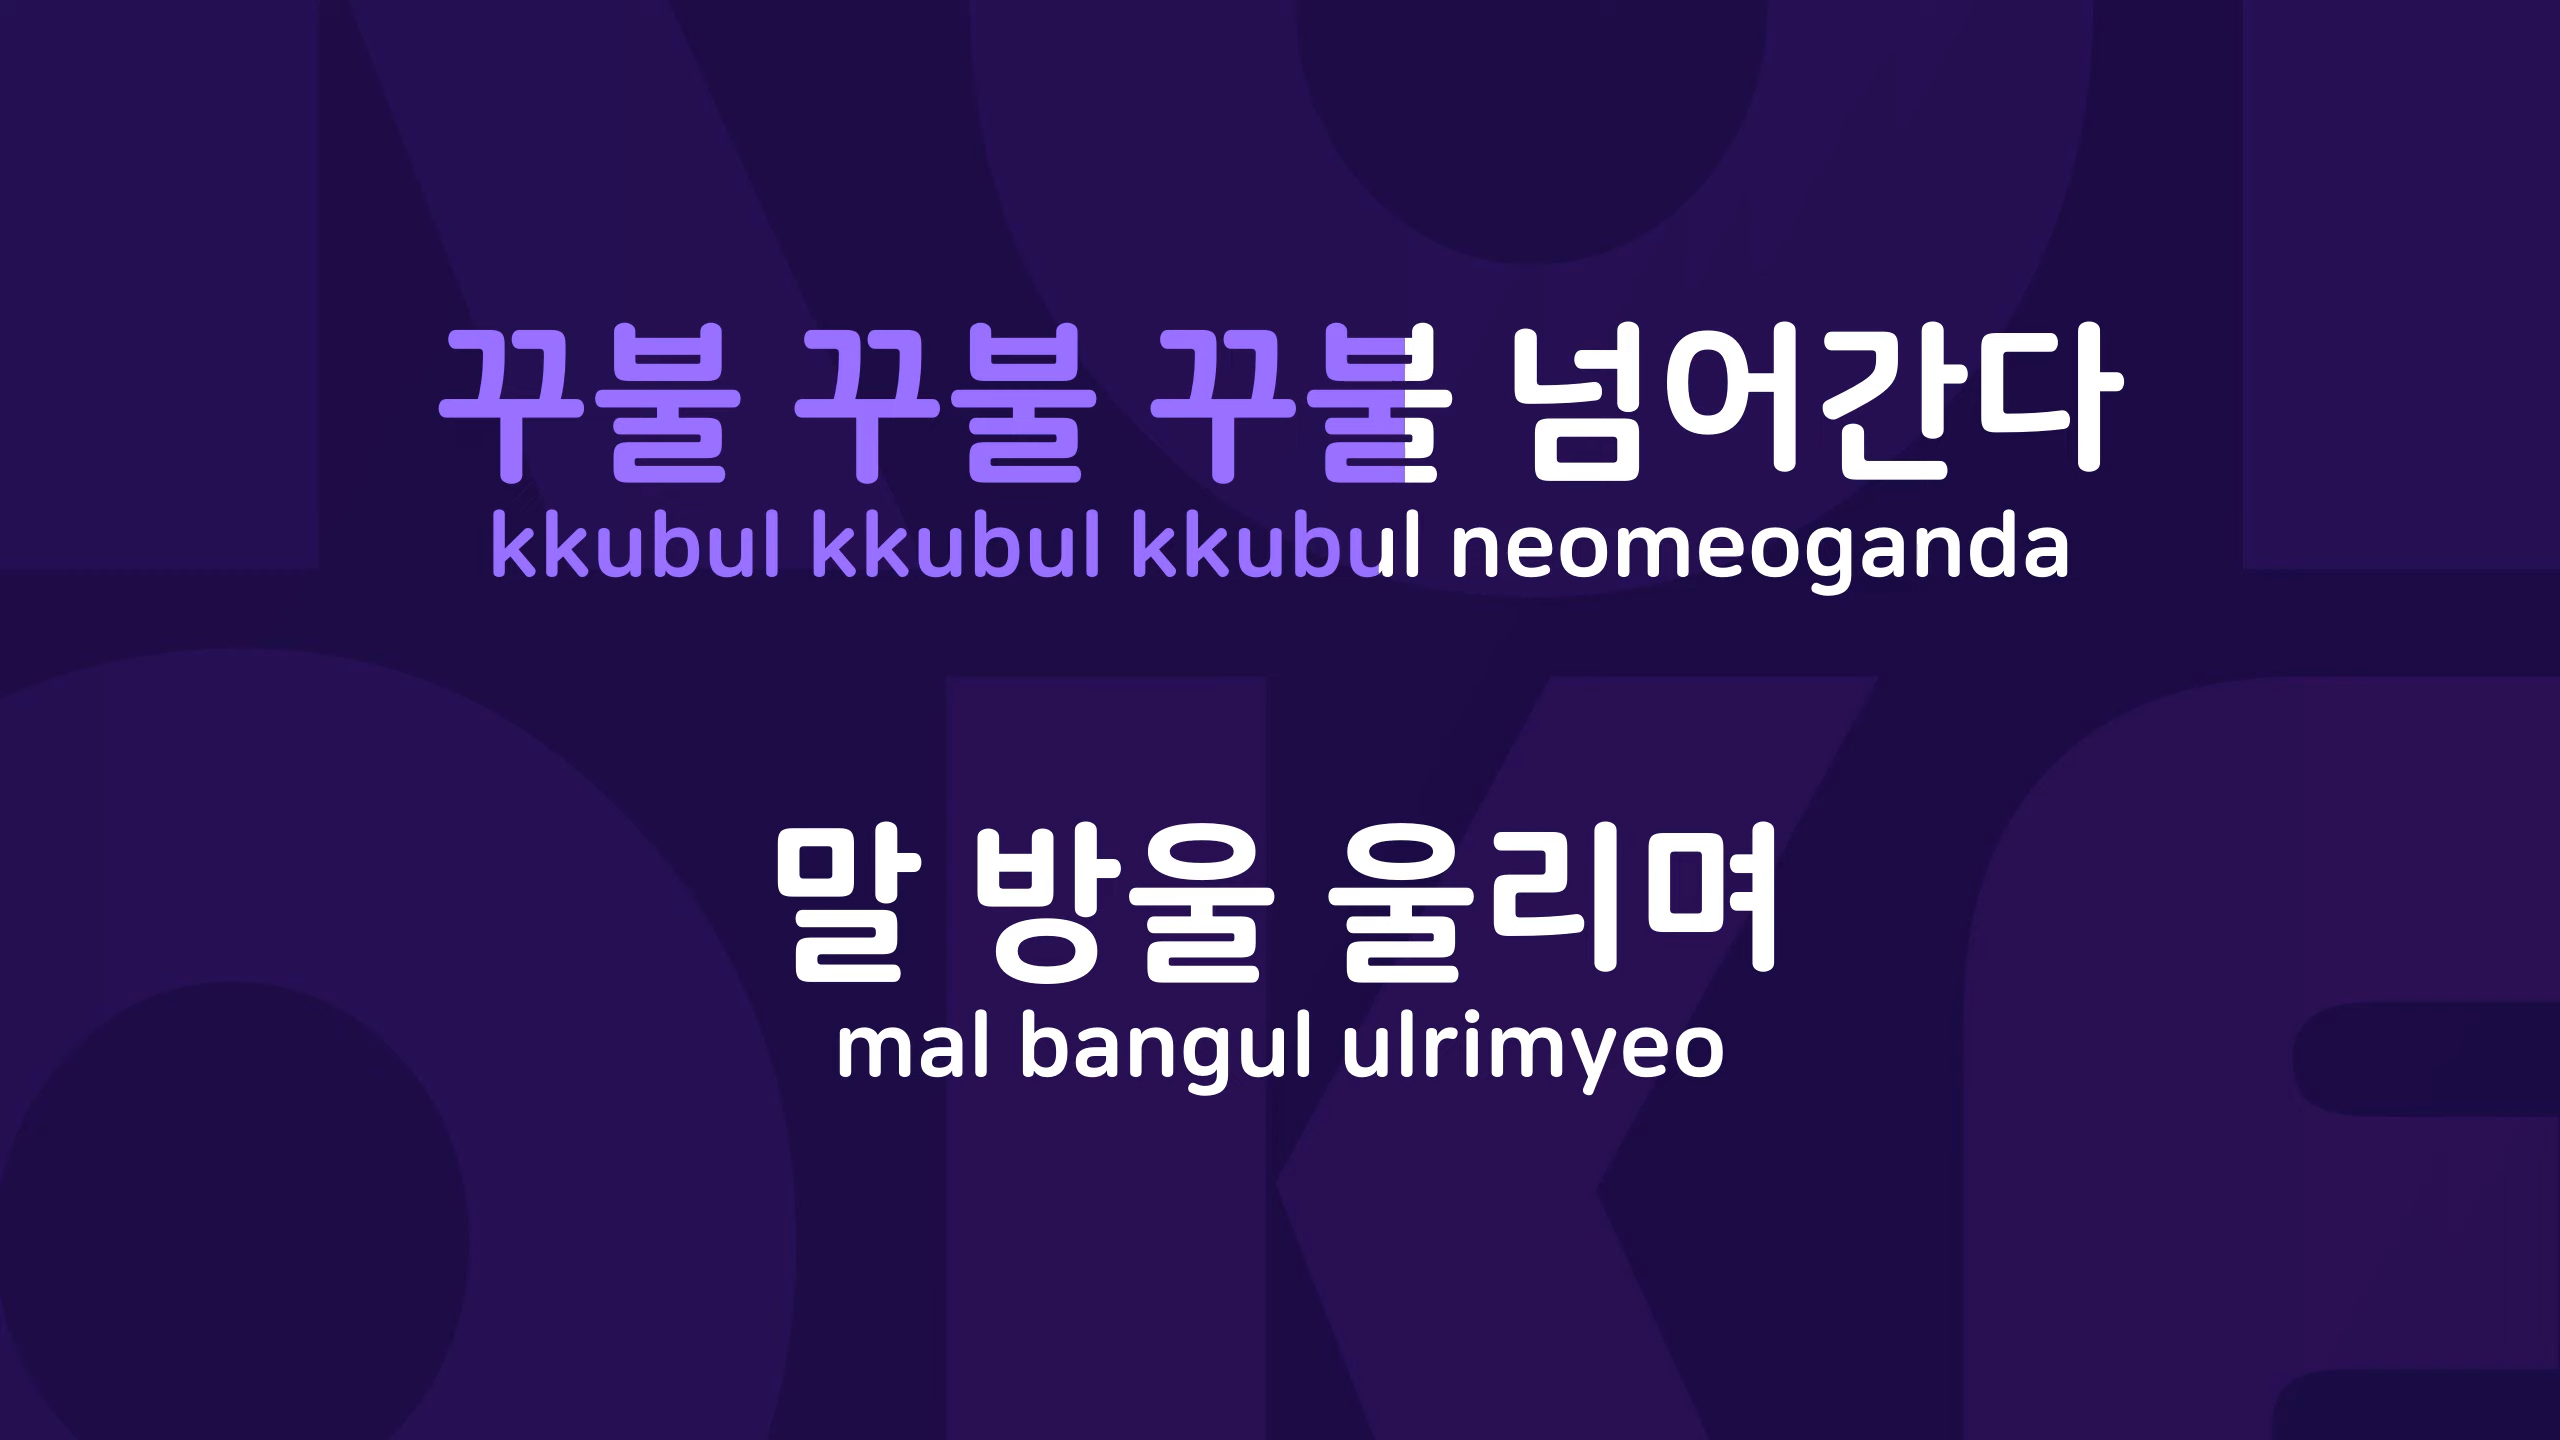 꾸불 꾸불 꾸불 넘어간다
kkubul kkubul kkubul neomeoganda
말 방울 울리며
mal bangul ulrimyeo